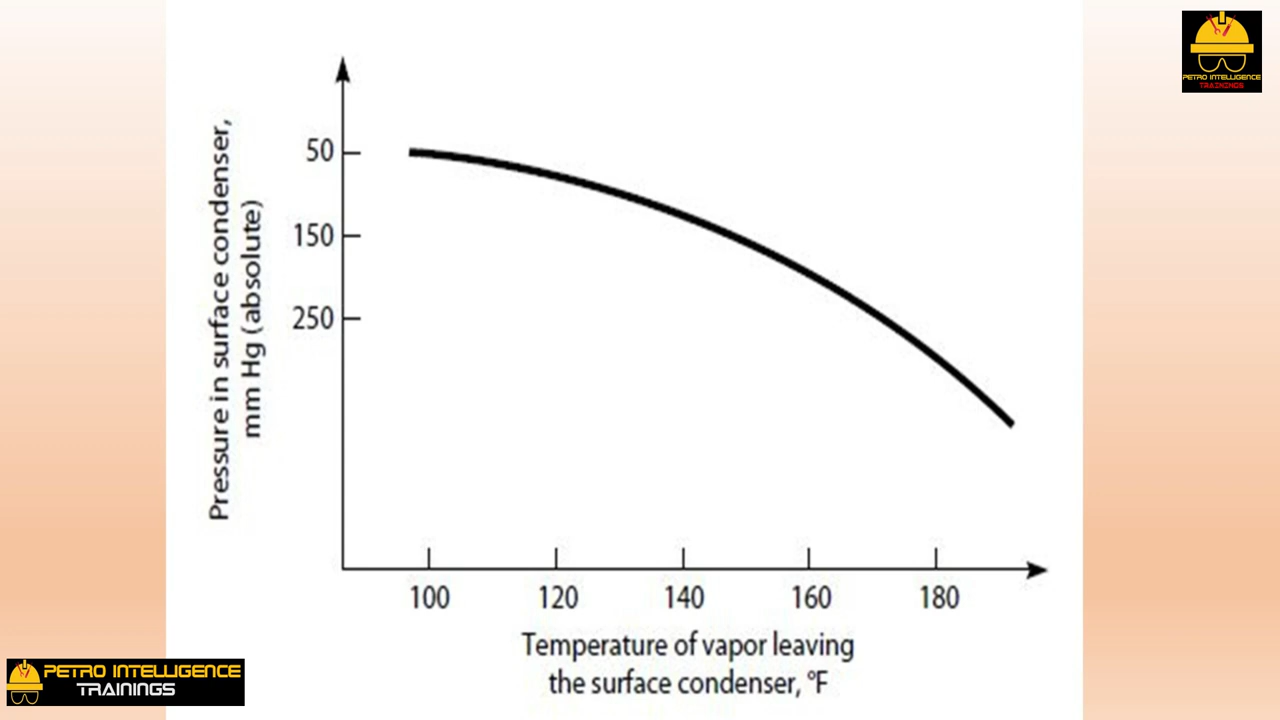 PETRO INTELLIGENCE
TRAININGS
Pressure in surface condenser,
mm Hg (absolute)
50
150
250
100 120 140 160 180
Temperature of vapor leaving
the surface condenser, °F
PETRO INTELLIGENCE
TRAININGS